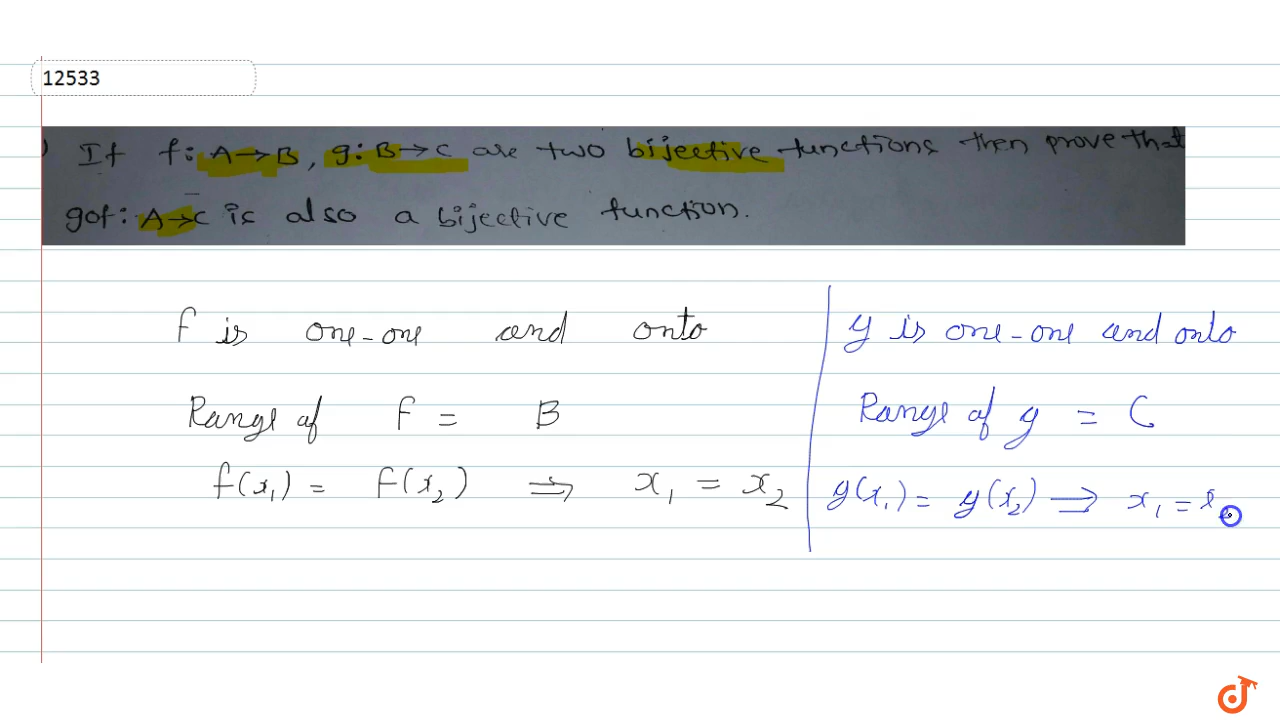 12533
) If f: A→B, g: B→C are two bijective functions then prove that
gof: A→C is also a bijective function.
f is one-one and onto
Range of f = B
f(x₁) = f(x₂) ⇒ x₁ = x₂
g is one-one and onto
Range of g = C
g(x₁) = g(x₂) ⇒ x₁ = x₂